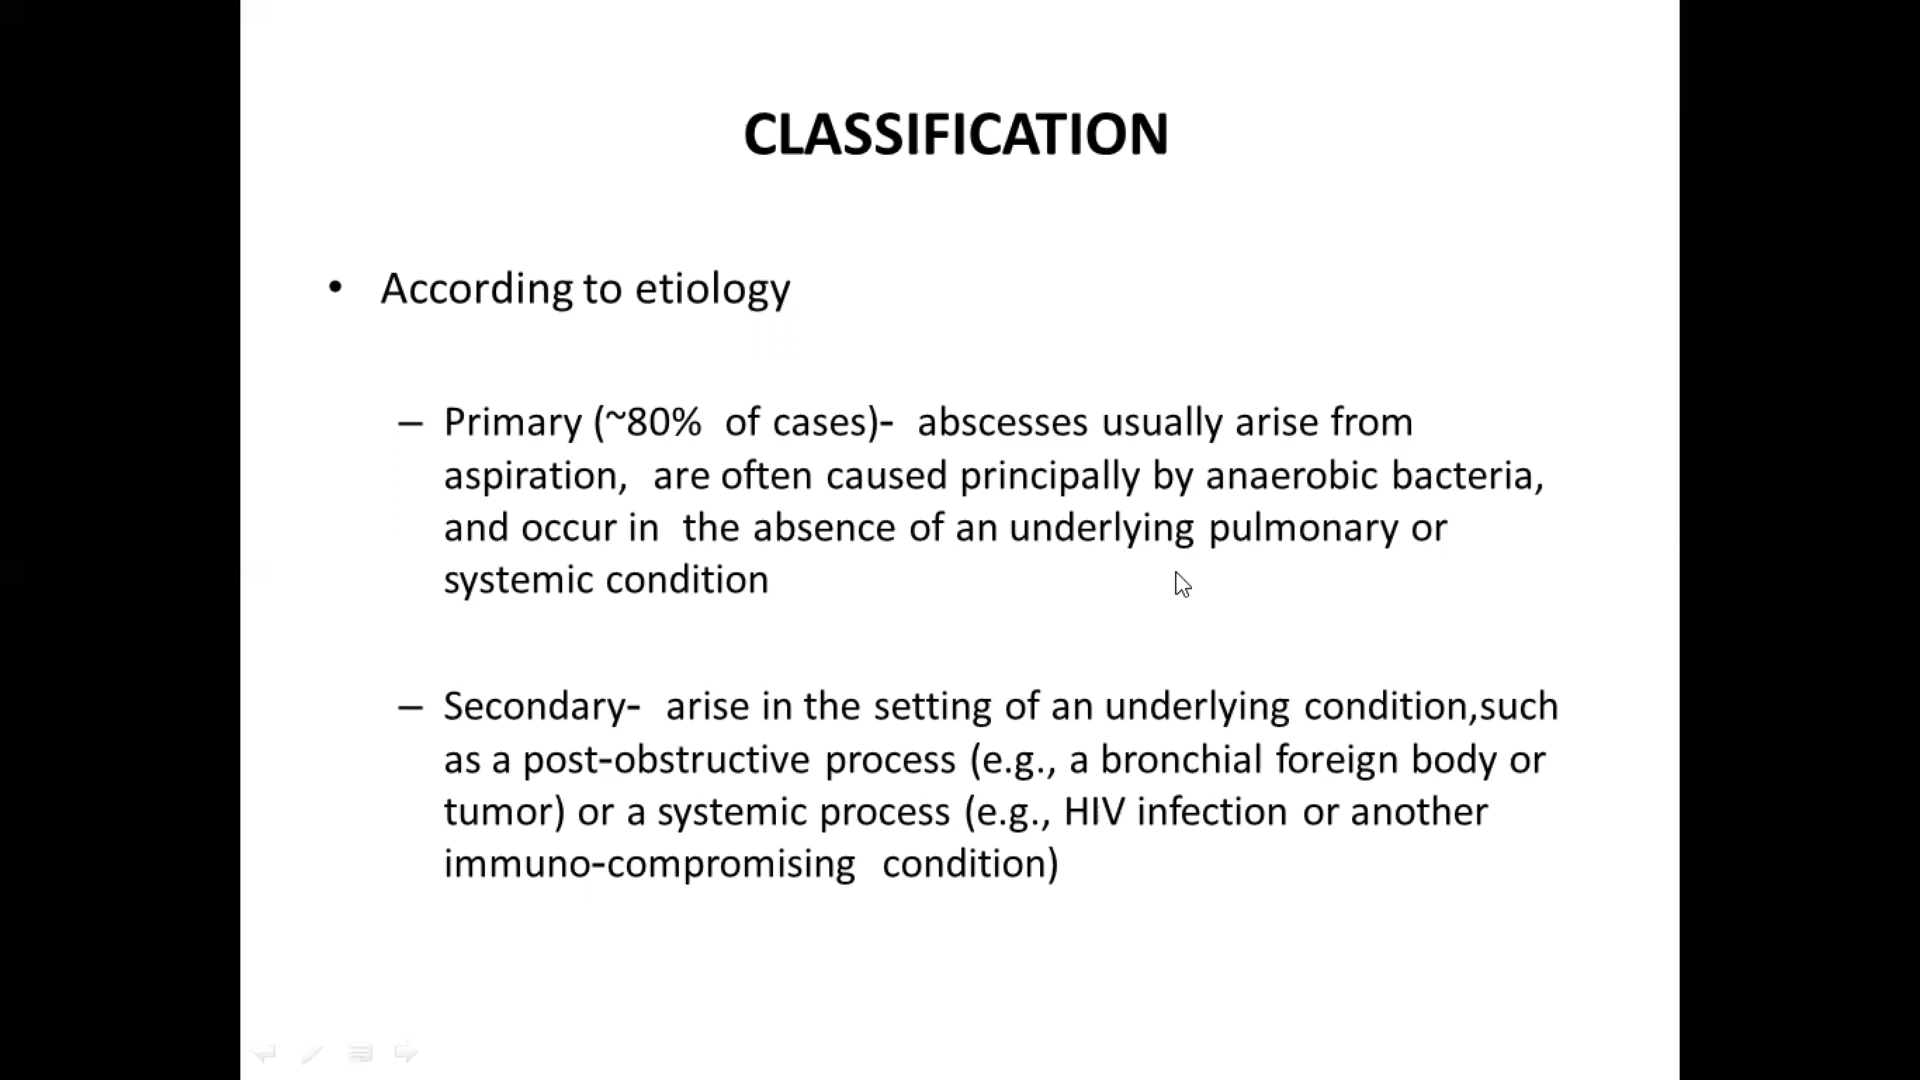 CLASSIFICATION
• According to etiology
– Primary (~80% of cases)- abscesses usually arise from
aspiration, are often caused principally by anaerobic bacteria,
and occur in the absence of an underlying pulmonary or
systemic condition
– Secondary- arise in the setting of an underlying condition,such
as a post-obstructive process (e.g., a bronchial foreign body or
tumor) or a systemic process (e.g., HIV infection or another
immuno-compromising condition)